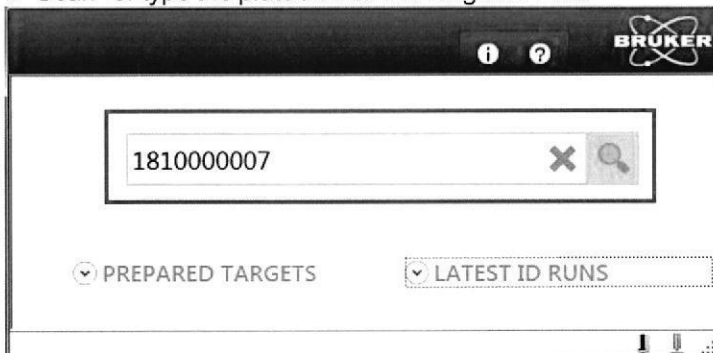 BRUKER
1810000007
PREPARED TARGETS
LATEST ID RUNS